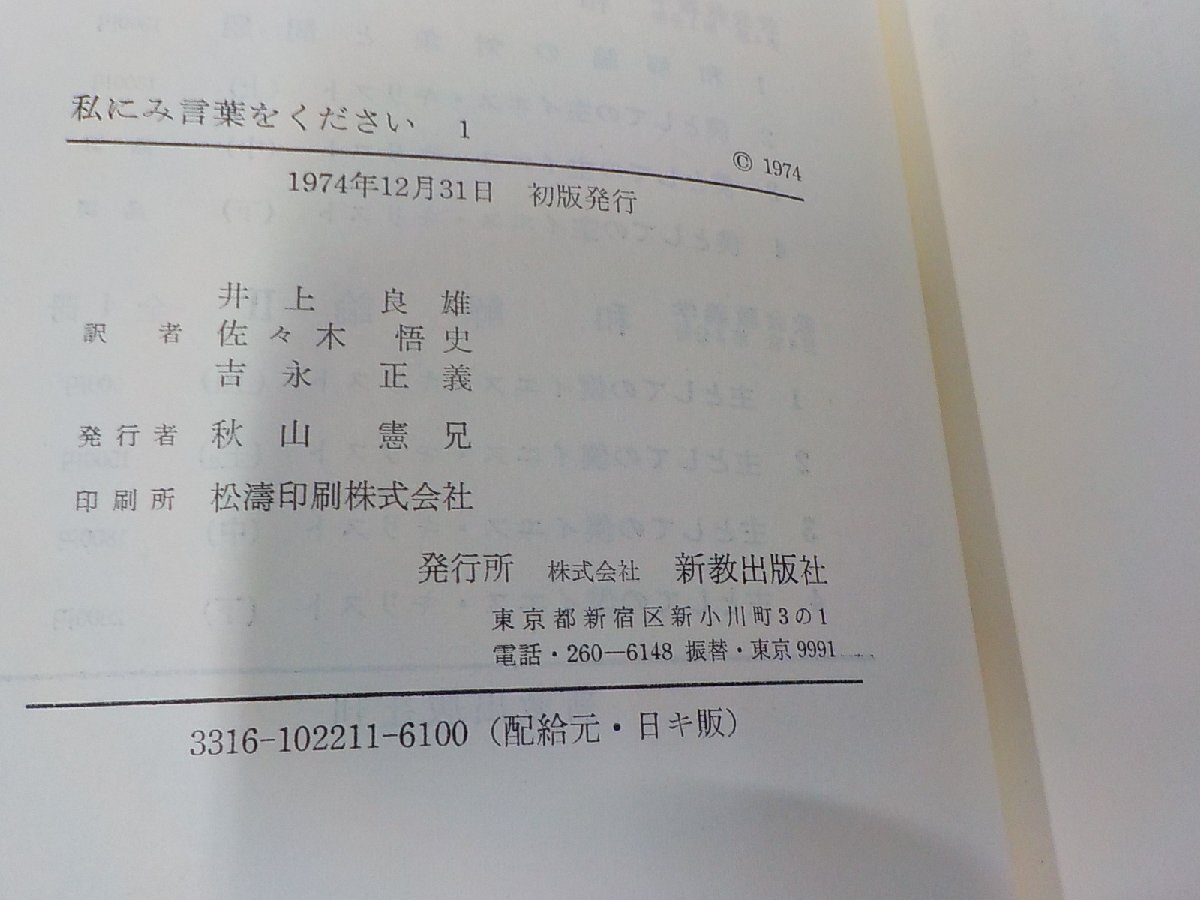 私にみ言葉をください 1
© 1974
1974年12月31日 初版発行
井上良雄
訳者 佐々木悟史
吉永正義
発行者 秋山憲兄
印刷所 松濤印刷株式会社
発行所 株式会社 新教出版社
東京都新宿区新小川町3の1
電話・260—6148 振替・東京9991
3316-102211-6100(配給元・日キ販)